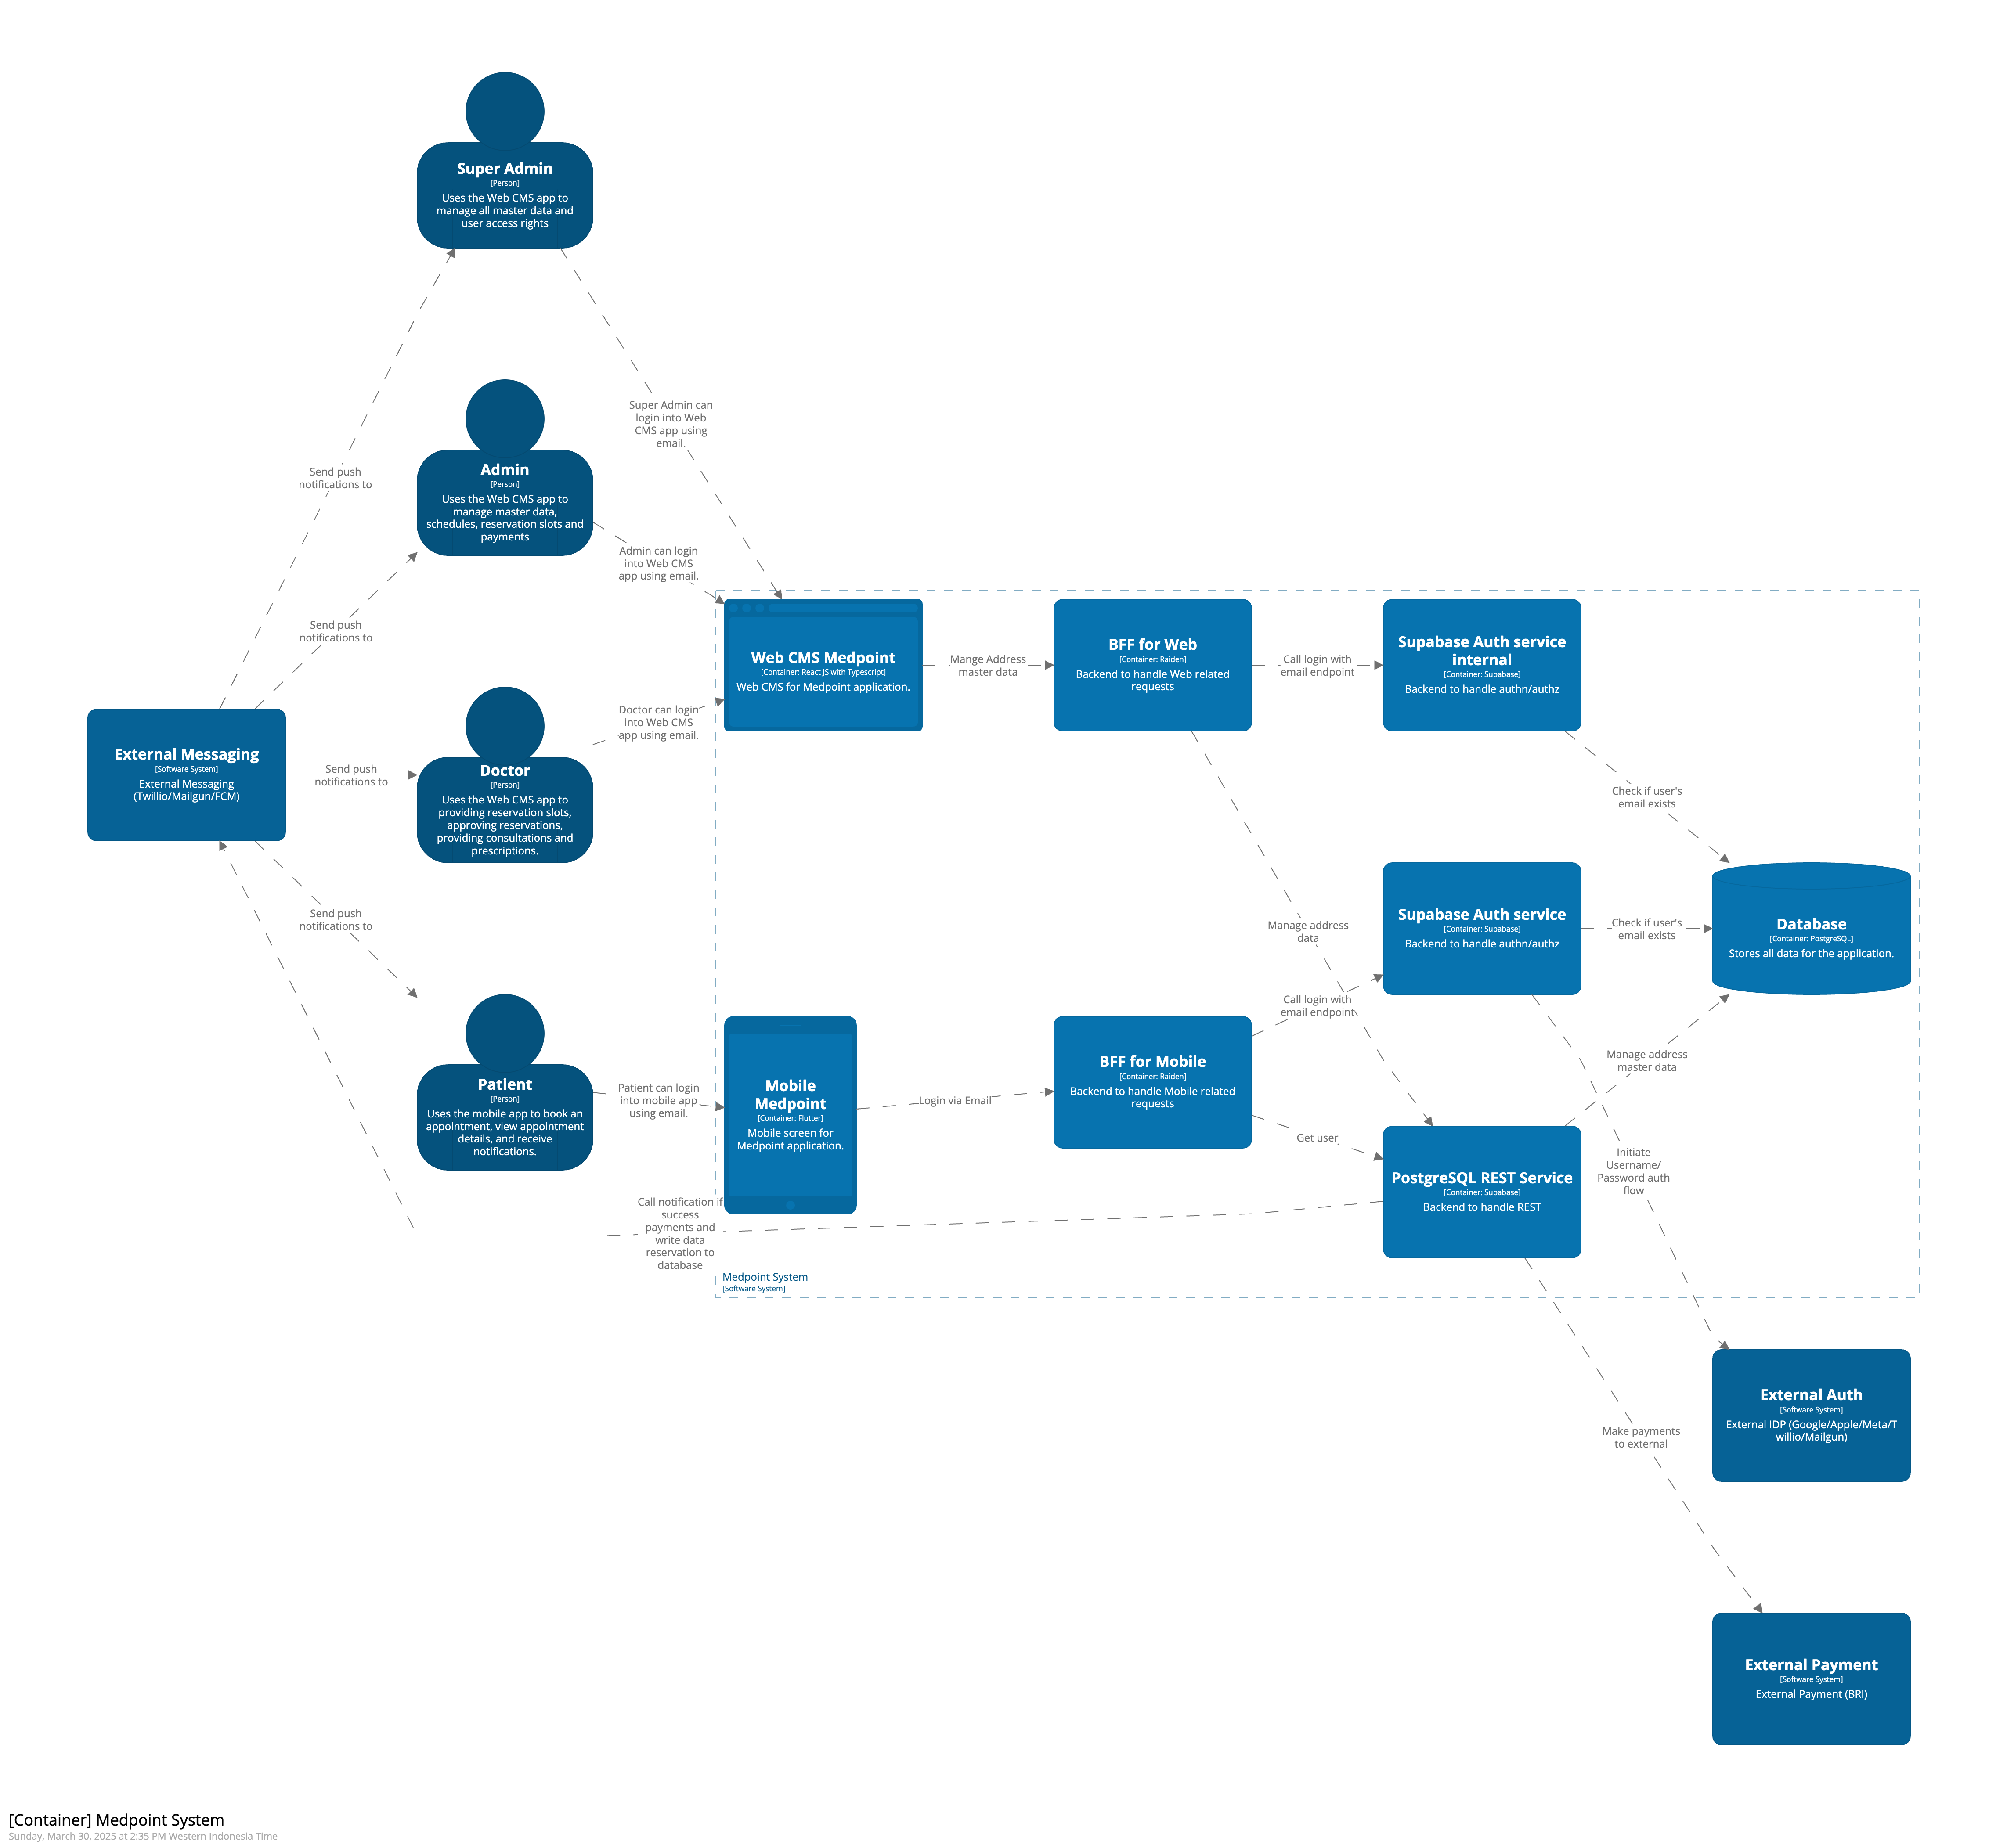 Super Admin
[Person]
Uses the Web CMS app to
manage all master data and
user access rights
Super Admin can
login into Web
CMS app using
email.
Send push
notifications to
Admin
[Person]
Uses the Web CMS app to
manage master data,
schedules, reservation slots and
payments
Admin can login
into Web CMS
app using email.
Send push
notifications to
Web CMS Medpoint
[Container: React JS with Typescript]
Web CMS for Medpoint application.
Mange Address
master data
BFF for Web
[Container: Raiden]
Backend to handle Web related
requests
Call login with
email endpoint
Supabase Auth service
internal
[Container: Supabase]
Backend to handle authn/authz
Doctor can login
into Web CMS
app using email.
External Messaging
[Software System]
External Messaging
(Twillio/Mailgun/FCM)
Send push
notifications to
Doctor
[Person]
Uses the Web CMS app to
providing reservation slots,
approving reservations,
providing consultations and
prescriptions.
Check if user's
email exists
Send push
notifications to
Manage address
data
Supabase Auth service
[Container: Supabase]
Backend to handle authn/authz
Check if user's
email exists
Database
[Container: PostgreSQL]
Stores all data for the application.
Call login with
email endpoint
Patient
[Person]
Uses the mobile app to book an
appointment, view appointment
details, and receive
notifications.
Patient can login
into mobile app
using email.
Mobile
Medpoint
[Container: Flutter]
Mobile screen for
Medpoint application.
Login via Email
BFF for Mobile
[Container: Raiden]
Backend to handle Mobile related
requests
Get user
Manage address
master data
PostgreSQL REST Service
[Container: Supabase]
Backend to handle REST
Initiate
Username/
Password auth
flow
Call notification if
success
payments and
write data
reservation to
database
Medpoint System
[Software System]
External Auth
[Software System]
External IDP (Google/Apple/Meta/T
willio/Mailgun)
Make payments
to external
External Payment
[Software System]
External Payment (BRI)
[Container] Medpoint System
Sunday, March 30, 2025 at 2:35 PM Western Indonesia Time